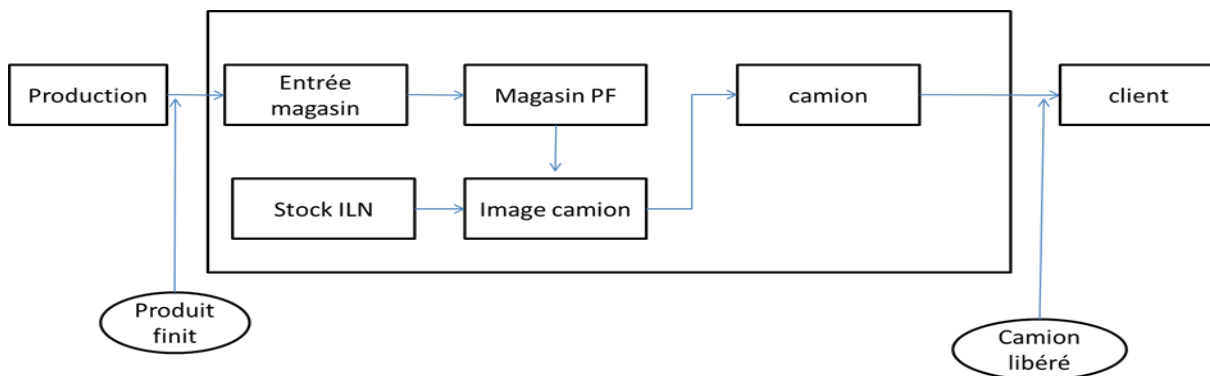 Production
Entrée
magasin
Magasin PF
camion
client
Stock ILN
Image camion
Produit
finit
Camion
libéré